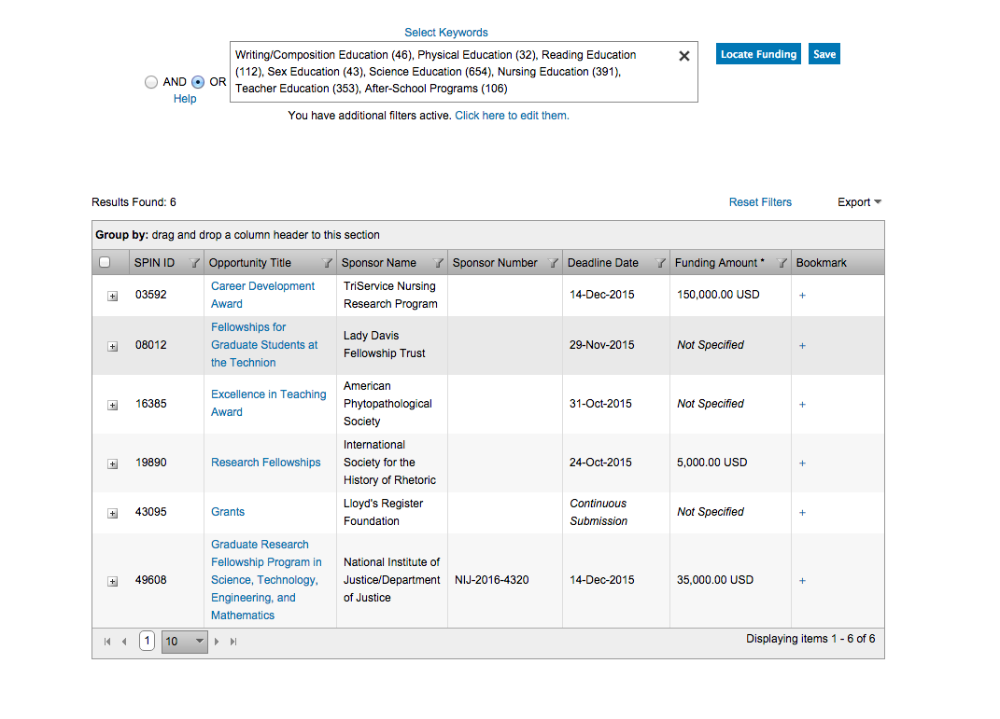 Select Keywords
Writing/Composition Education (46), Physical Education (32), Reading Education
(112), Sex Education (43), Science Education (654), Nursing Education (391),
Teacher Education (353), After-School Programs (106)
Locate Funding
Save
AND OR
Help
You have additional filters active. Click here to edit them.
Results Found: 6
Reset Filters
Export
Group by: drag and drop a column header to this section
SPIN ID Opportunity Title Sponsor Name Sponsor Number Deadline Date Funding Amount * Bookmark
03592
Career Development
Award
TriService Nursing
Research Program
14-Dec-2015
150,000.00 USD
+
08012
Fellowships for
Graduate Students at
the Technion
Lady Davis
Fellowship Trust
29-Nov-2015
Not Specified
+
16385
Excellence in Teaching
Award
American
Phytopathological
Society
31-Oct-2015
Not Specified
+
19890
Research Fellowships
International
Society for the
History of Rhetoric
24-Oct-2015
5,000.00 USD
+
43095
Grants
Lloyd's Register
Foundation
Continuous
Submission
Not Specified
+
49608
Graduate Research
Fellowship Program in
Science, Technology,
Engineering, and
Mathematics
National Institute of
Justice/Department
of Justice
NIJ-2016-4320
14-Dec-2015
35,000.00 USD
+
1
10
Displaying items 1 - 6 of 6